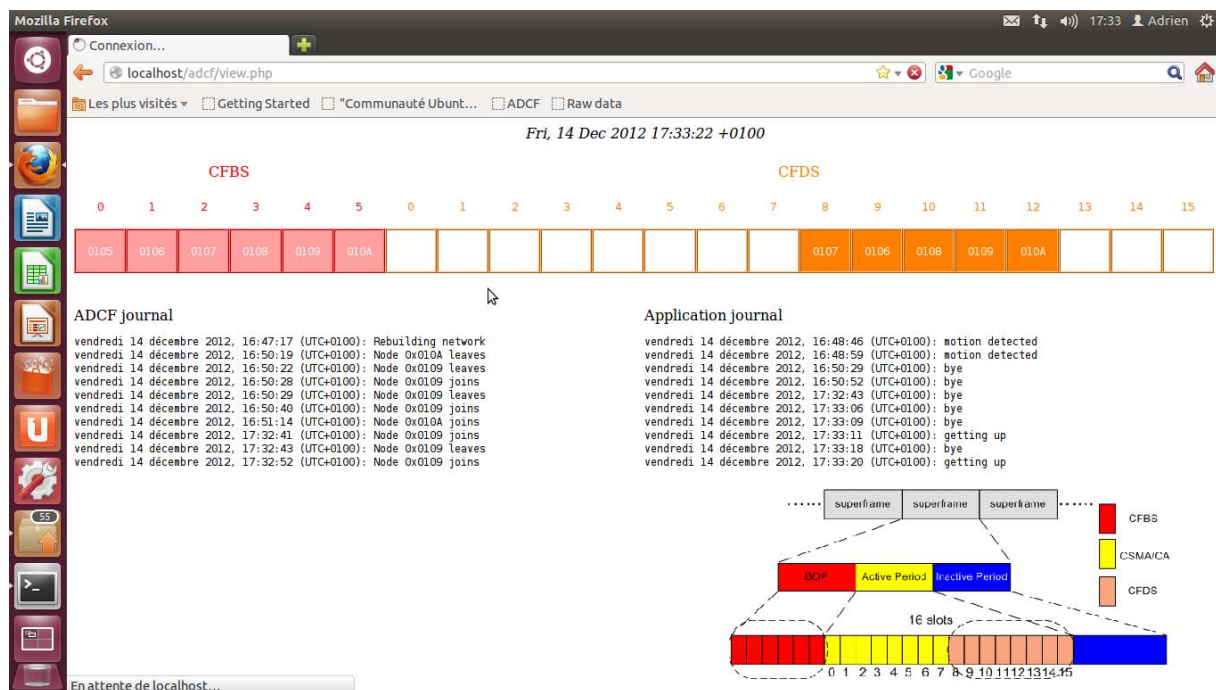 Mozilla Firefox
17:33 Adrien
Connexion...
localhost/adcf/view.php
Google
Les plus visités
Getting Started
"Communauté Ubunt...
ADCF
Raw data
Fri, 14 Dec 2012 17:33:22 +0100
CFBS CFDS
0 1 2 3 4 5 0 1 2 3 4 5 6 7 8 9 10 11 12 13 14 15
0105 0106 0107 0108 0109 010A 0107 0106 0108 0109 010A
ADCF journal
vendredi 14 décembre 2012, 16:47:17 (UTC+0100): Rebuilding network
vendredi 14 décembre 2012, 16:50:19 (UTC+0100): Node 0x010A leaves
vendredi 14 décembre 2012, 16:50:22 (UTC+0100): Node 0x0109 leaves
vendredi 14 décembre 2012, 16:50:28 (UTC+0100): Node 0x0109 joins
vendredi 14 décembre 2012, 16:50:29 (UTC+0100): Node 0x0109 leaves
vendredi 14 décembre 2012, 16:50:40 (UTC+0100): Node 0x0109 joins
vendredi 14 décembre 2012, 16:51:14 (UTC+0100): Node 0x010A joins
vendredi 14 décembre 2012, 17:32:41 (UTC+0100): Node 0x0109 joins
vendredi 14 décembre 2012, 17:32:43 (UTC+0100): Node 0x0109 leaves
vendredi 14 décembre 2012, 17:32:52 (UTC+0100): Node 0x0109 joins
Application journal
vendredi 14 décembre 2012, 16:48:46 (UTC+0100): motion detected
vendredi 14 décembre 2012, 16:48:59 (UTC+0100): motion detected
vendredi 14 décembre 2012, 16:50:29 (UTC+0100): bye
vendredi 14 décembre 2012, 16:50:52 (UTC+0100): bye
vendredi 14 décembre 2012, 17:32:43 (UTC+0100): bye
vendredi 14 décembre 2012, 17:33:06 (UTC+0100): bye
vendredi 14 décembre 2012, 17:33:09 (UTC+0100): bye
vendredi 14 décembre 2012, 17:33:11 (UTC+0100): getting up
vendredi 14 décembre 2012, 17:33:18 (UTC+0100): bye
vendredi 14 décembre 2012, 17:33:20 (UTC+0100): getting up
superframe superframe superframe
CFBS
CSMA/CA
CFDS
BOP Active Period Inactive Period
16 slots
0 1 2 3 4 5 6 7 8 9 10 11 12 13 14 15
55
En attente de localhost...